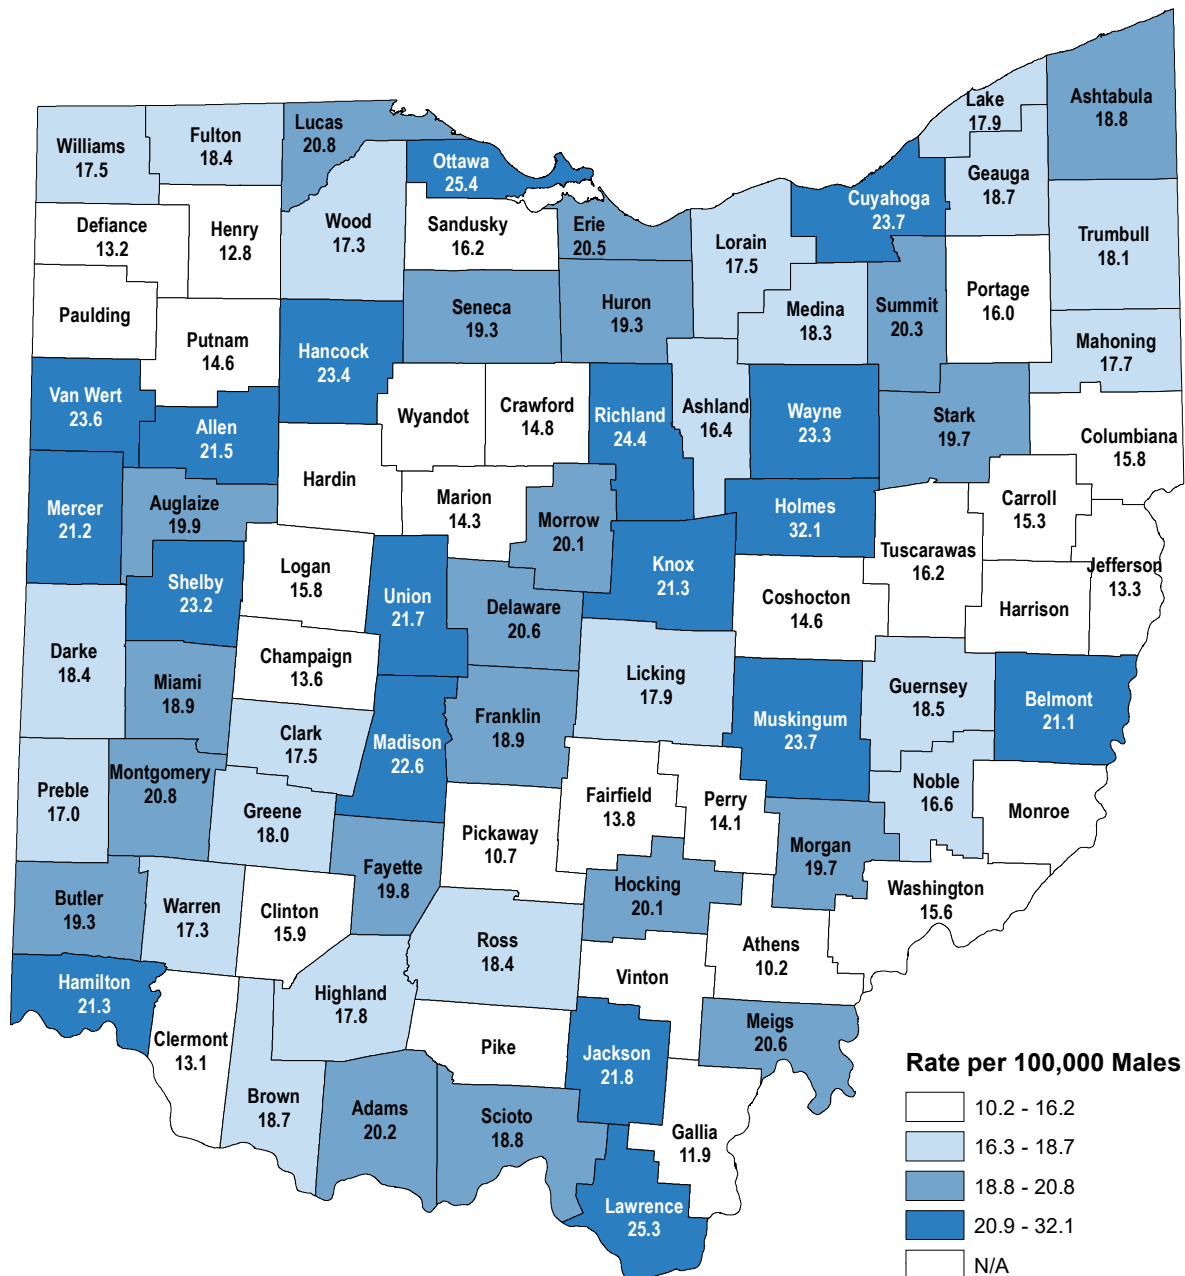 Lake
17.9
Ashtabula
18.8
Lucas
20.8
Fulton
18.4
Williams
17.5
Ottawa
25.4
Geauga
18.7
Cuyahoga
23.7
Defiance
13.2
Henry
12.8
Wood
17.3
Sandusky
16.2
Erie
20.5
Lorain
17.5
Trumbull
18.1
Paulding
Putnam
14.6
Seneca
19.3
Huron
19.3
Medina
18.3
Summit
20.3
Portage
16.0
Hancock
23.4
Mahoning
17.7
Van Wert
23.6
Allen
21.5
Wyandot
Crawford
14.8
Richland
24.4
Ashland
16.4
Wayne
23.3
Stark
19.7
Columbiana
15.8
Hardin
Mercer
21.2
Auglaize
19.9
Marion
14.3
Morrow
20.1
Holmes
32.1
Carroll
15.3
Tuscarawas
16.2
Jefferson
13.3
Shelby
23.2
Logan
15.8
Union
21.7
Knox
21.3
Delaware
20.6
Coshocton
14.6
Harrison
Darke
18.4
Champaign
13.6
Miami
18.9
Licking
17.9
Guernsey
18.5
Belmont
21.1
Clark
17.5
Madison
22.6
Franklin
18.9
Muskingum
23.7
Montgomery
20.8
Preble
17.0
Greene
18.0
Fairfield
13.8
Perry
14.1
Noble
16.6
Monroe
Pickaway
10.7
Morgan
19.7
Fayette
19.8
Hocking
20.1
Washington
15.6
Butler
19.3
Warren
17.3
Clinton
15.9
Ross
18.4
Athens
10.2
Vinton
Hamilton
21.3
Highland
17.8
Clermont
13.1
Pike
Jackson
21.8
Meigs
20.6
Brown
18.7
Adams
20.2
Scioto
18.8
Gallia
11.9
Lawrence
25.3
Rate per 100,000 Males
10.2 - 16.2
16.3 - 18.7
18.8 - 20.8
20.9 - 32.1
N/A